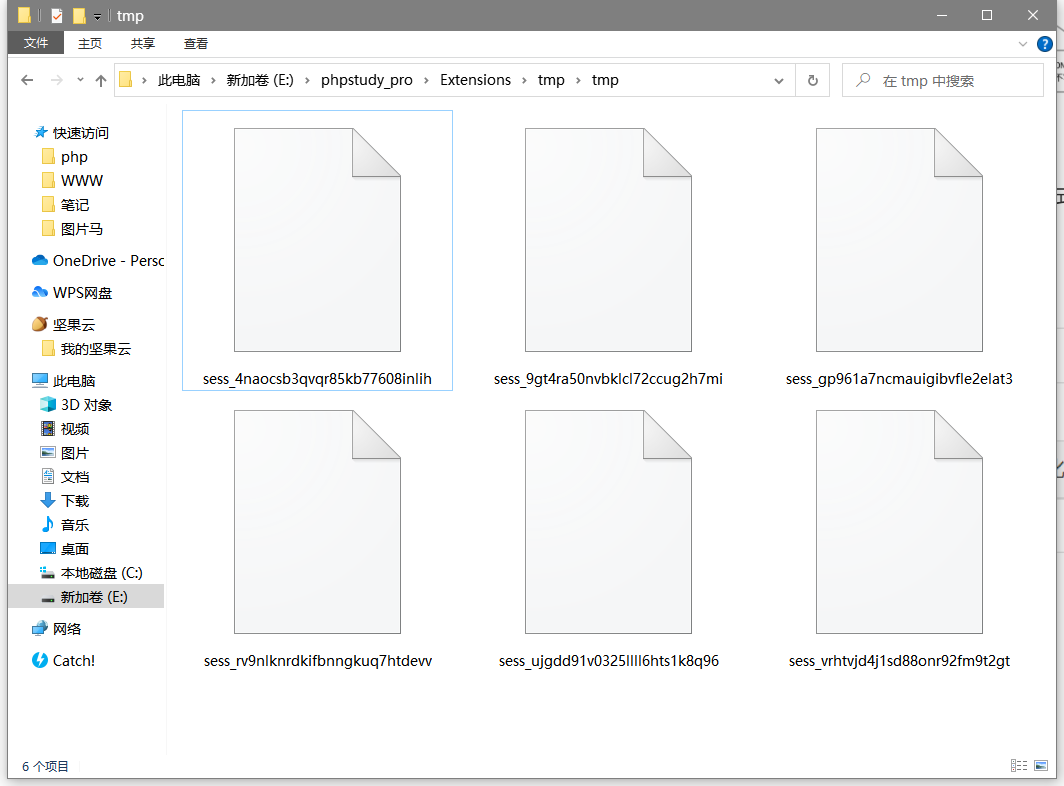 tmp
文件 主页 共享 查看
此电脑 新加卷 (E:) phpstudy_pro Extensions tmp tmp 在 tmp 中搜索
快速访问
php
WWW
笔记
图片马
OneDrive - Persc
WPS网盘
坚果云
我的坚果云
此电脑
3D 对象
视频
图片
文档
下载
音乐
桌面
本地磁盘 (C:)
新加卷 (E:)
网络
Catch!
sess_4naocsb3qvqr85kb77608inlih sess_9gt4ra50nvbklcl72ccug2h7mi sess_gp961a7ncmauigibvfle2elat3
sess_rv9nlknrdkifbnngkuq7htdevv sess_ujgdd91v0325llll6hts1k8q96 sess_vrhtvjd4j1sd88onr92fm9t2gt
6 个项目